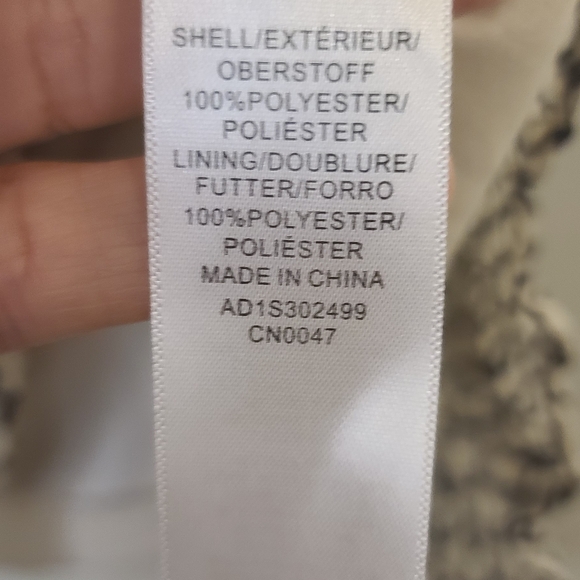 SHELL/EXTÉRIEUR/
OBERSTOFF
100%POLYESTER/
POLIÉSTER
LINING/DOUBLURE/
FUTTER/FORRO
100%POLYESTER/
POLIÉSTER
MADE IN CHINA
AD1S302499
CN0047